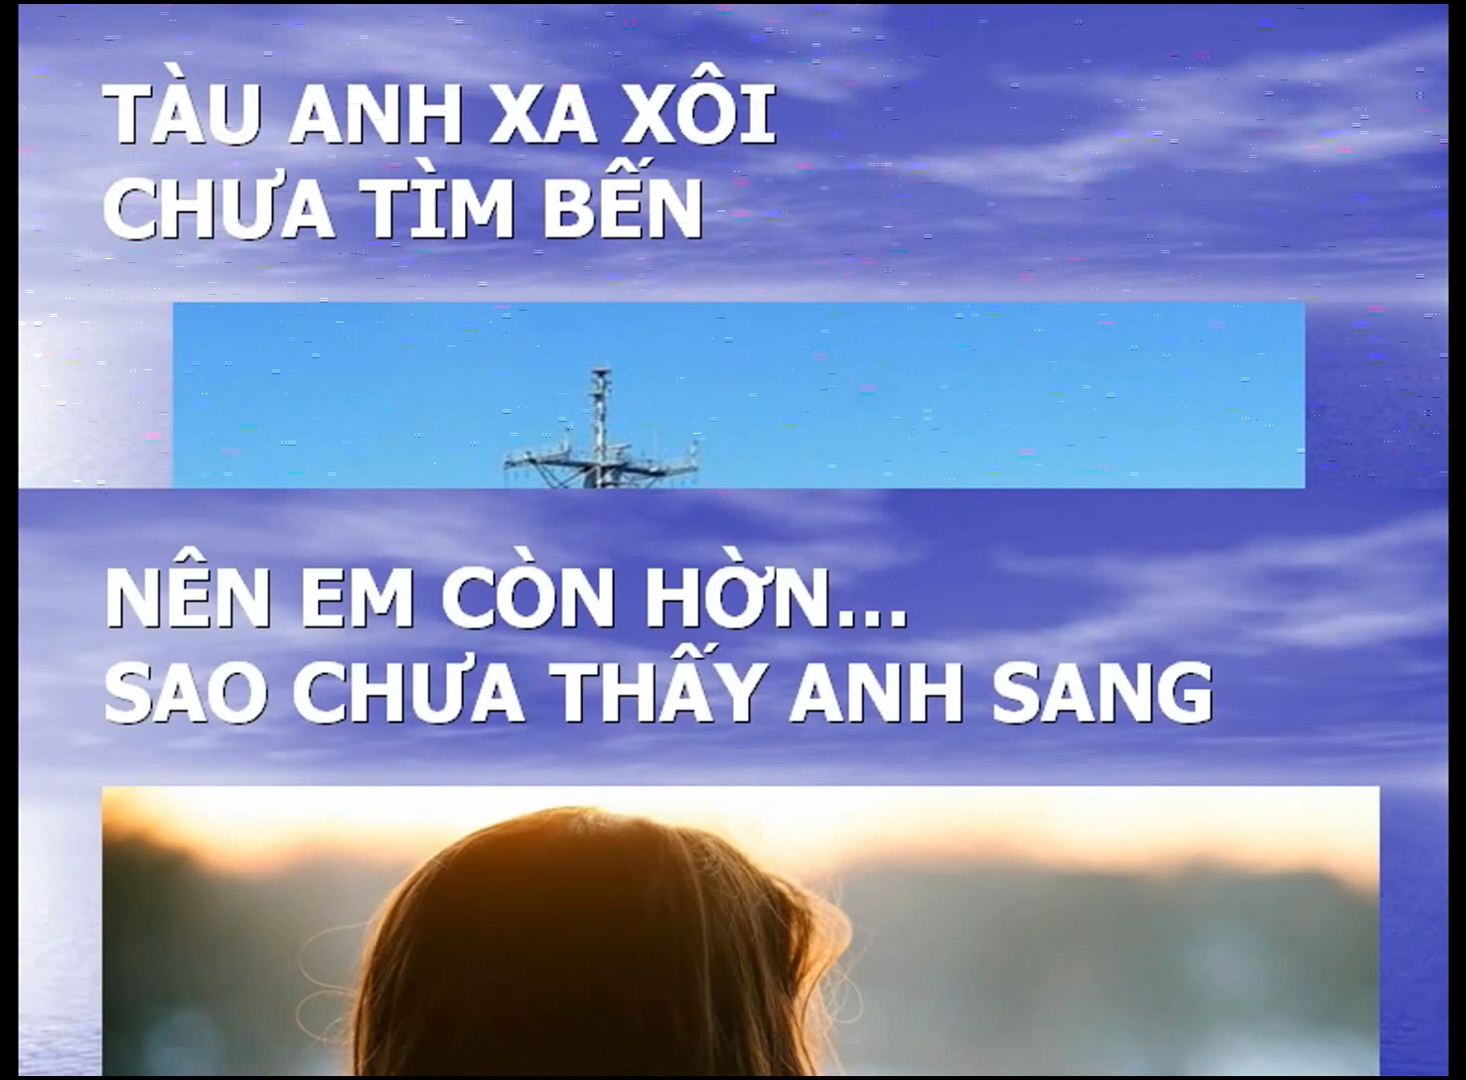 TÀU ANH XA XÔI
CHƯA TÌM BẾN
NÊN EM CÒN HỜN...
SAO CHƯA THẤY ANH SANG